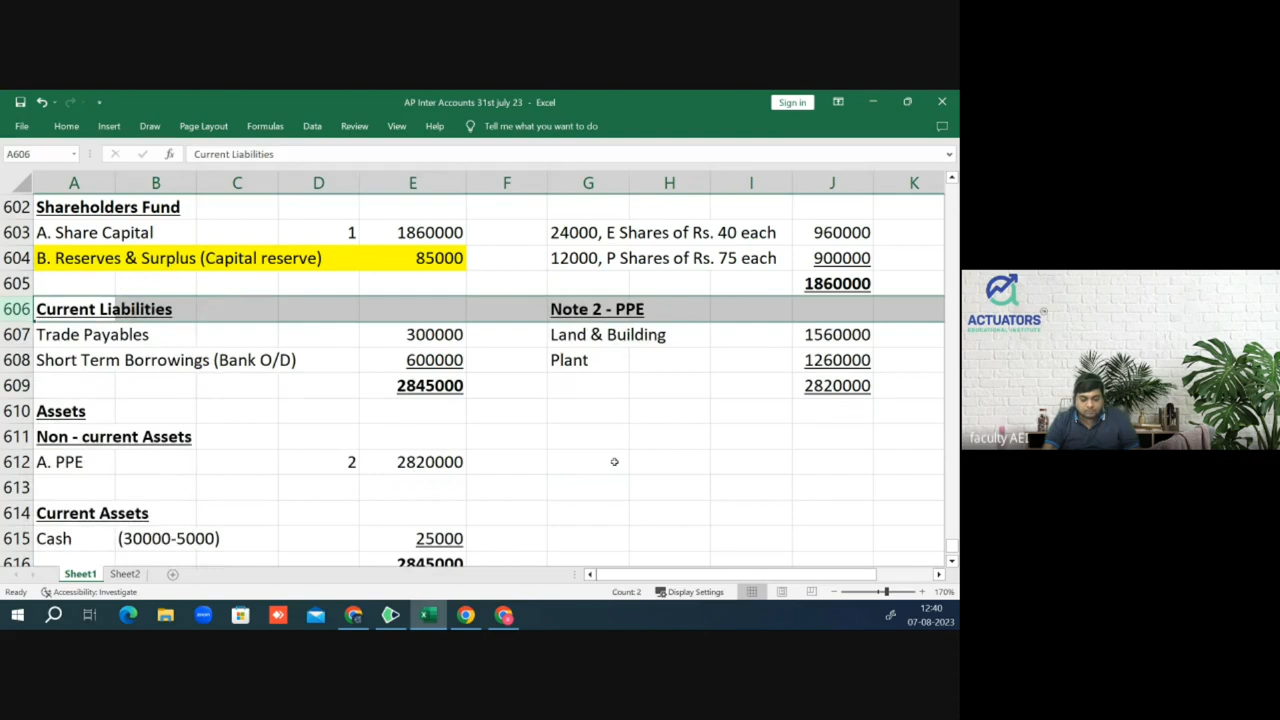 AP Inter Accounts 31st july 23 - Excel
Sign in
File Home Insert Draw Page Layout Formulas Data Review View Help Tell me what you want to do
A606 fx Current Liabilities
A B C D E F G H I J K
602 Shareholders Fund
603 A. Share Capital 1 1860000 24000, E Shares of Rs. 40 each 960000
604 B. Reserves & Surplus (Capital reserve) 85000 12000, P Shares of Rs. 75 each 900000
605 1860000
606 Current Liabilities Note 2 - PPE
607 Trade Payables 300000 Land & Building 1560000
608 Short Term Borrowings (Bank O/D) 600000 Plant 1260000
609 2845000 2820000
610 Assets
611 Non - current Assets
612 A. PPE 2 2820000
613
614 Current Assets
615 Cash (30000-5000) 25000
616 2845000
Sheet1 Sheet2
Ready Accessibility: Investigate Count: 2 Display Settings 170%
zoom
12:40
07-08-2023
ACTUATORS
EDUCATIONAL INSTITUTE
faculty AEI